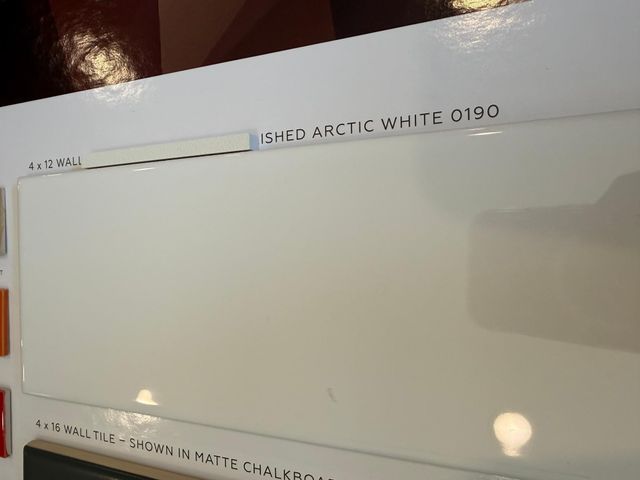 4 x 12 WALL ISHED ARCTIC WHITE 0190
4 x 16 WALL TILE – SHOWN IN MATTE CHALKBOA